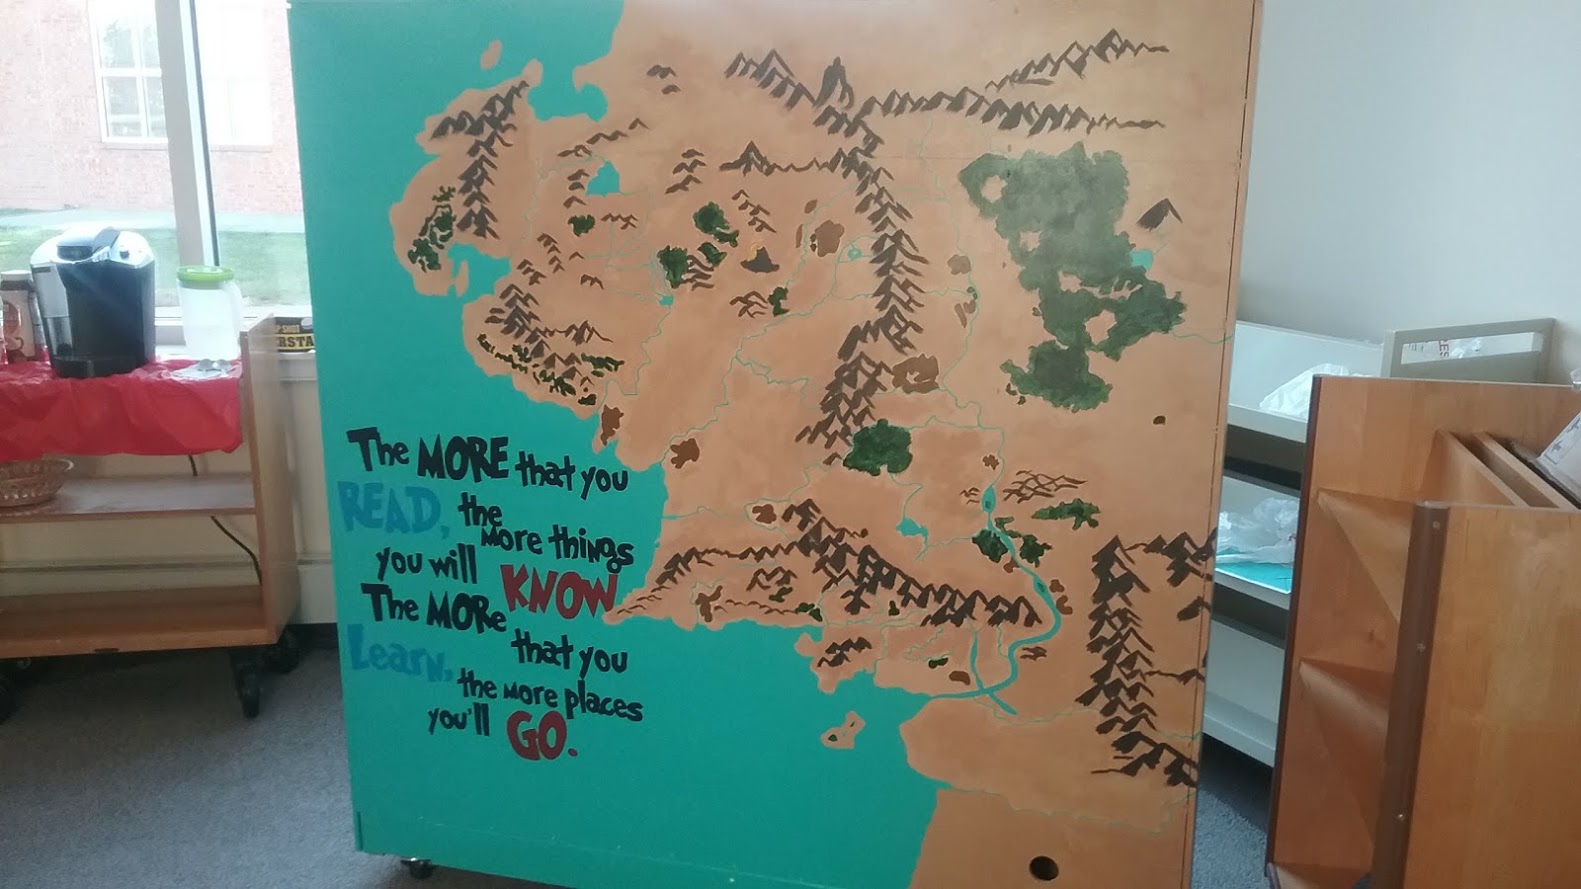 The MORE that you
READ, the
more things
you will KNOW.
The MORe
that you
Learn,
the more places
you'll GO.